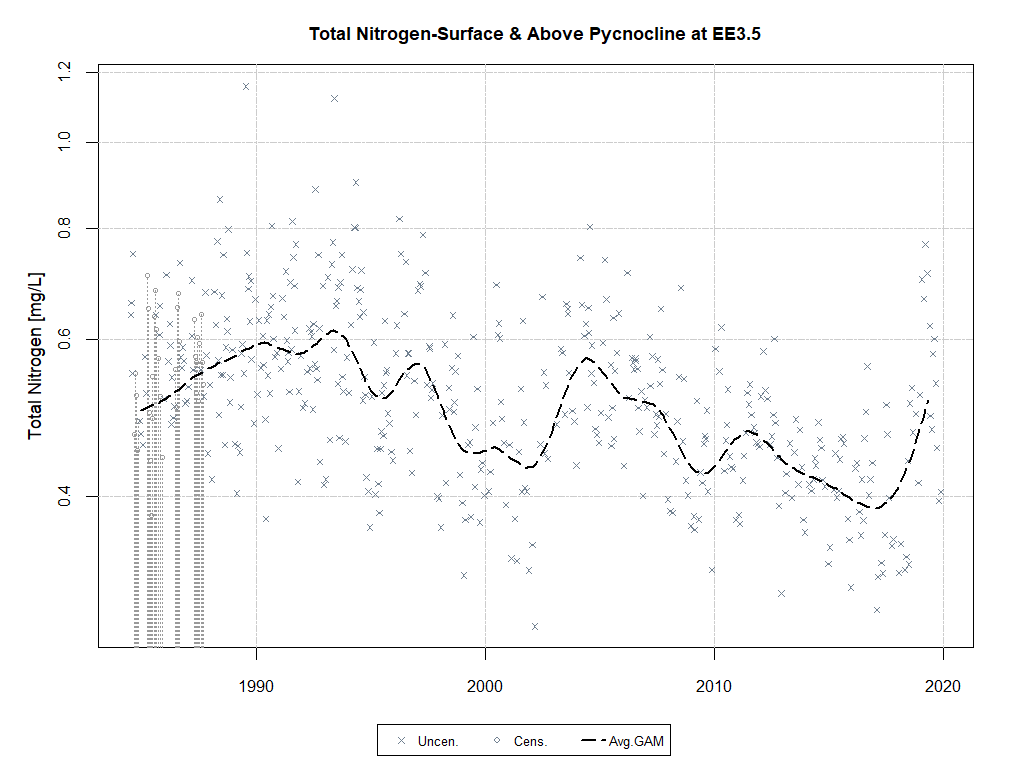 Total Nitrogen-Surface & Above Pycnocline at EE3.5
Total Nitrogen [mg/L]
1.2
1.0
0.8
0.6
0.4
1990 2000 2010 2020
Uncen. Cens. Avg.GAM